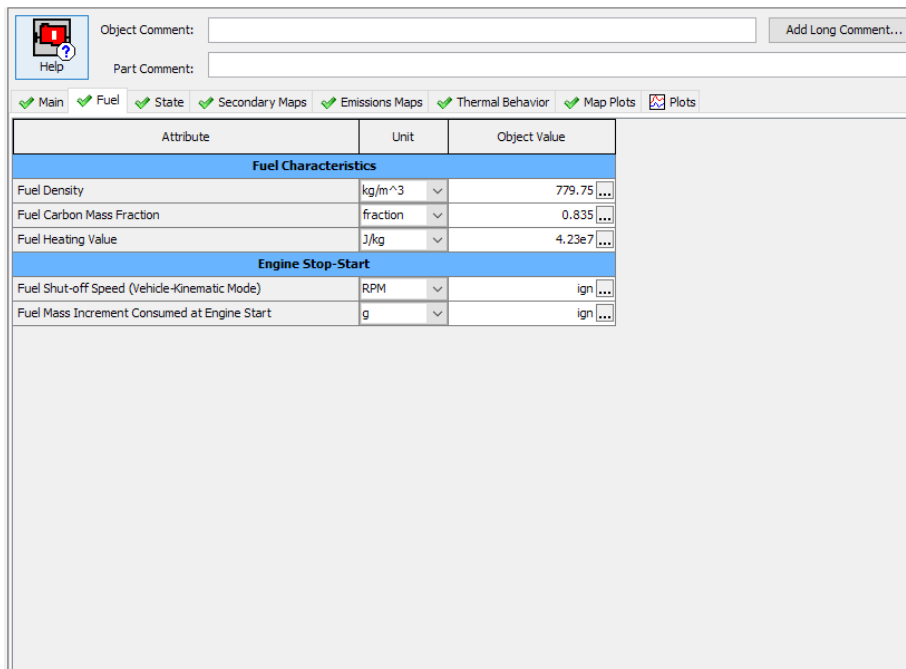 Object Comment:
Add Long Comment...
Help
Part Comment:
Main Fuel State Secondary Maps Emissions Maps Thermal Behavior Map Plots Plots
Attribute Unit Object Value
Fuel Characteristics
Fuel Density kg/m^3 779.75 ...
Fuel Carbon Mass Fraction fraction 0.835 ...
Fuel Heating Value J/kg 4.23e7 ...
Engine Stop-Start
Fuel Shut-off Speed (Vehicle-Kinematic Mode) RPM ign ...
Fuel Mass Increment Consumed at Engine Start g ign ...